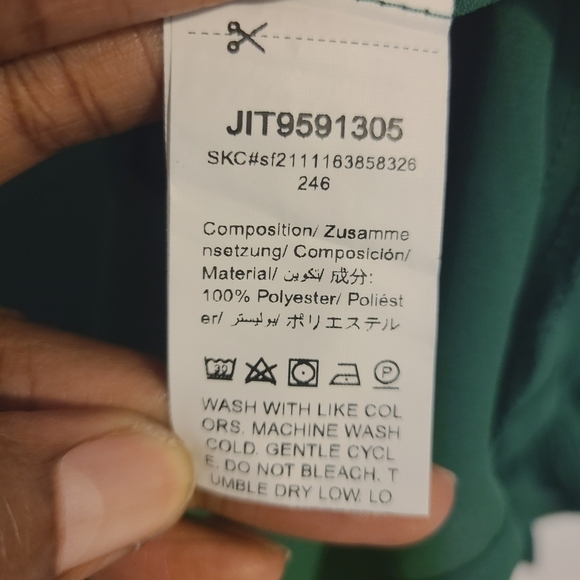 JIT9591305
SKC#sf2111163858326
246
Composition/ Zusamme
nsetzung/ Composición/
Material/ تكوين/ 成分:
100% Polyester/ Poliést
er/ بوليستر/ ポリエステル
30
P
WASH WITH LIKE COL
ORS. MACHINE WASH
COLD. GENTLE CYCL
E. DO NOT BLEACH. T
UMBLE DRY LOW. LO